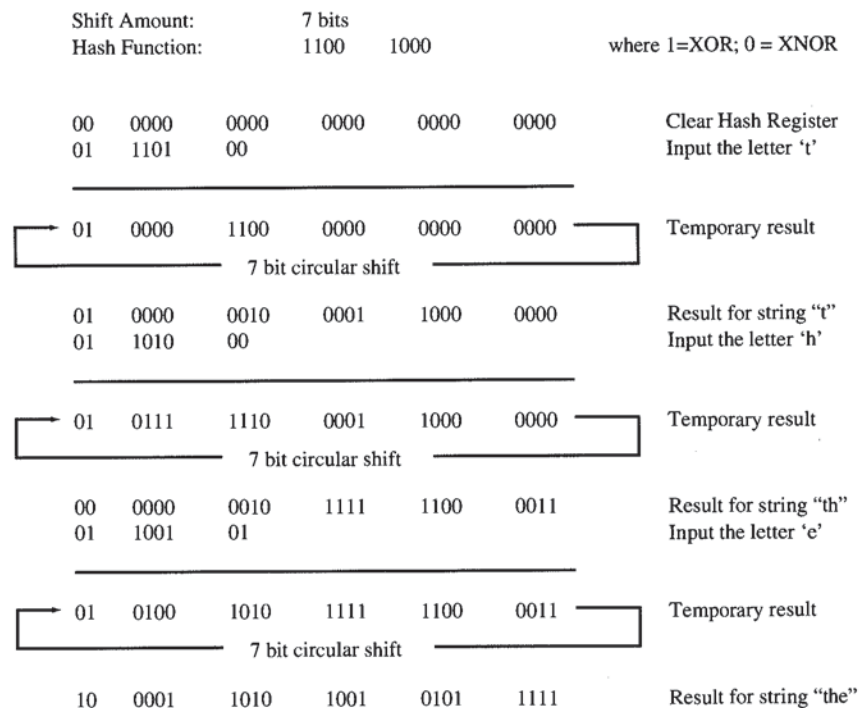 Shift Amount: 7 bits
Hash Function: 1100 1000 where 1=XOR; 0 = XNOR
00 0000 0000 0000 0000 0000 Clear Hash Register
01 1101 00 Input the letter ‘t’
01 0000 1100 0000 0000 0000 Temporary result
7 bit circular shift
01 0000 0010 0001 1000 0000 Result for string “t”
01 1010 00 Input the letter ‘h’
01 0111 1110 0001 1000 0000 Temporary result
7 bit circular shift
00 0000 0010 1111 1100 0011 Result for string “th”
01 1001 01 Input the letter ‘e’
01 0100 1010 1111 1100 0011 Temporary result
7 bit circular shift
10 0001 1010 1001 0101 1111 Result for string “the”